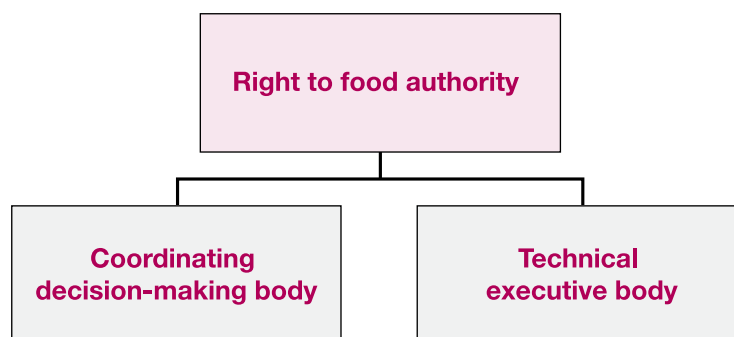 Right to food authority
Coordinating
decision-making body
Technical
executive body